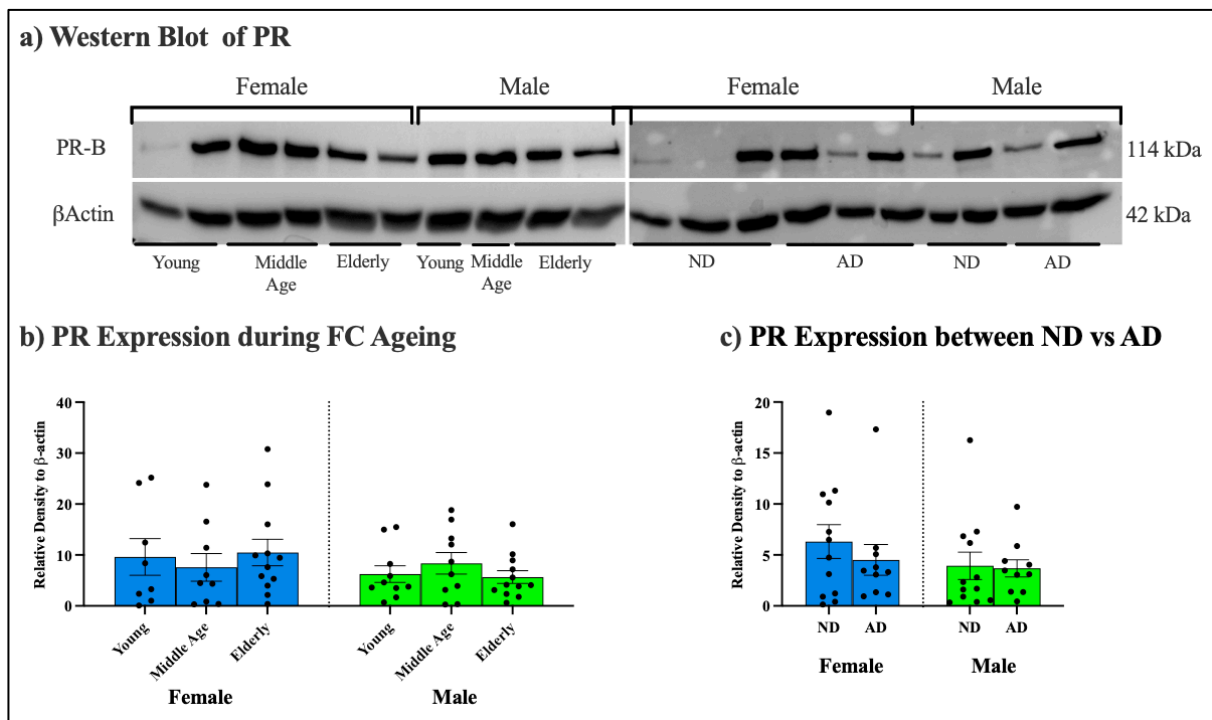 a) Western Blot of PR
Female Male Female Male
PR-B 114 kDa
βActin 42 kDa
Young Middle Age Elderly Young Middle Age Elderly ND AD ND AD
b) PR Expression during FC Ageing
Relative Density to β-actin
40
30
20
10
0
Young Middle Age Elderly Young Middle Age Elderly
Female Male
c) PR Expression between ND vs AD
Relative Density to β-actin
20
15
10
5
0
ND AD ND AD
Female Male